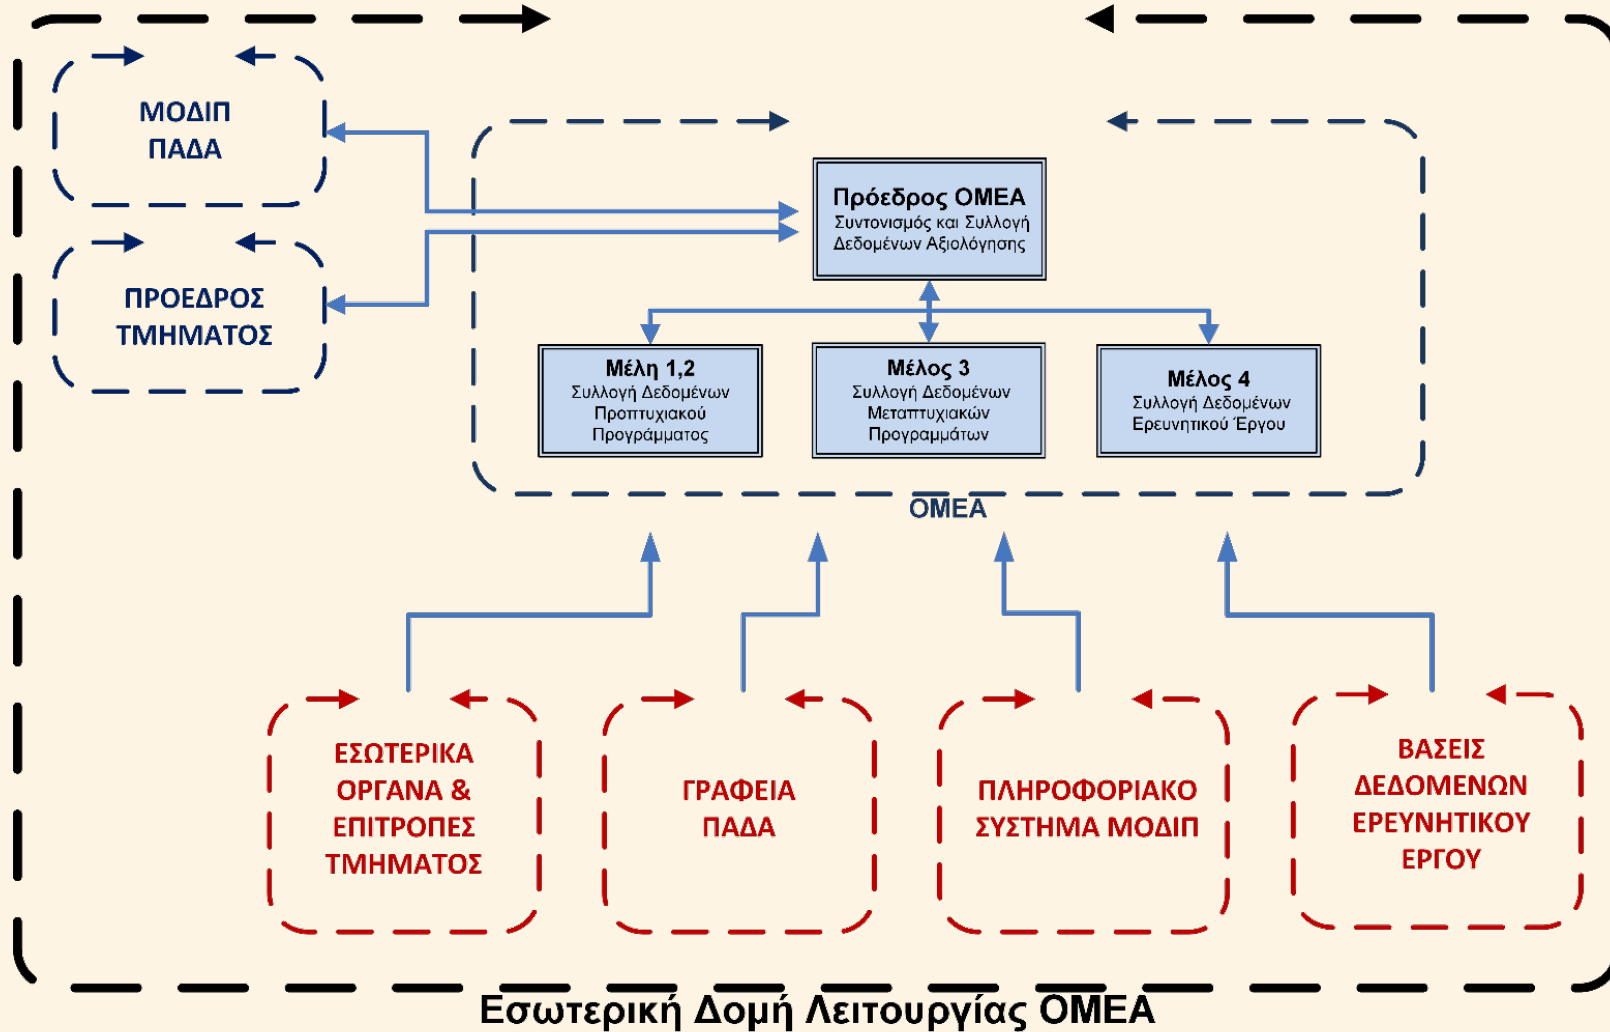 ΜΟΔΙΠ
ΠΑΔΑ
ΠΡΟΕΔΡΟΣ
ΤΜΗΜΑΤΟΣ
Πρόεδρος ΟΜΕΑ
Συντονισμός και Συλλογή
Δεδομένων Αξιολόγησης
Μέλη 1,2
Συλλογή Δεδομένων
Προπτυχιακού
Προγράμματος
Μέλος 3
Συλλογή Δεδομένων
Μεταπτυχιακών
Προγραμμάτων
Μέλος 4
Συλλογή Δεδομένων
Ερευνητικού Έργου
ΟΜΕΑ
ΕΣΩΤΕΡΙΚΑ
ΟΡΓΑΝΑ &
ΕΠΙΤΡΟΠΕΣ
ΤΜΗΜΑΤΟΣ
ΓΡΑΦΕΙΑ
ΠΑΔΑ
ΠΛΗΡΟΦΟΡΙΑΚΟ
ΣΥΣΤΗΜΑ ΜΟΔΙΠ
ΒΑΣΕΙΣ
ΔΕΔΟΜΕΝΩΝ
ΕΡΕΥΝΗΤΙΚΟΥ
ΕΡΓΟΥ
Εσωτερική Δομή Λειτουργίας ΟΜΕΑ